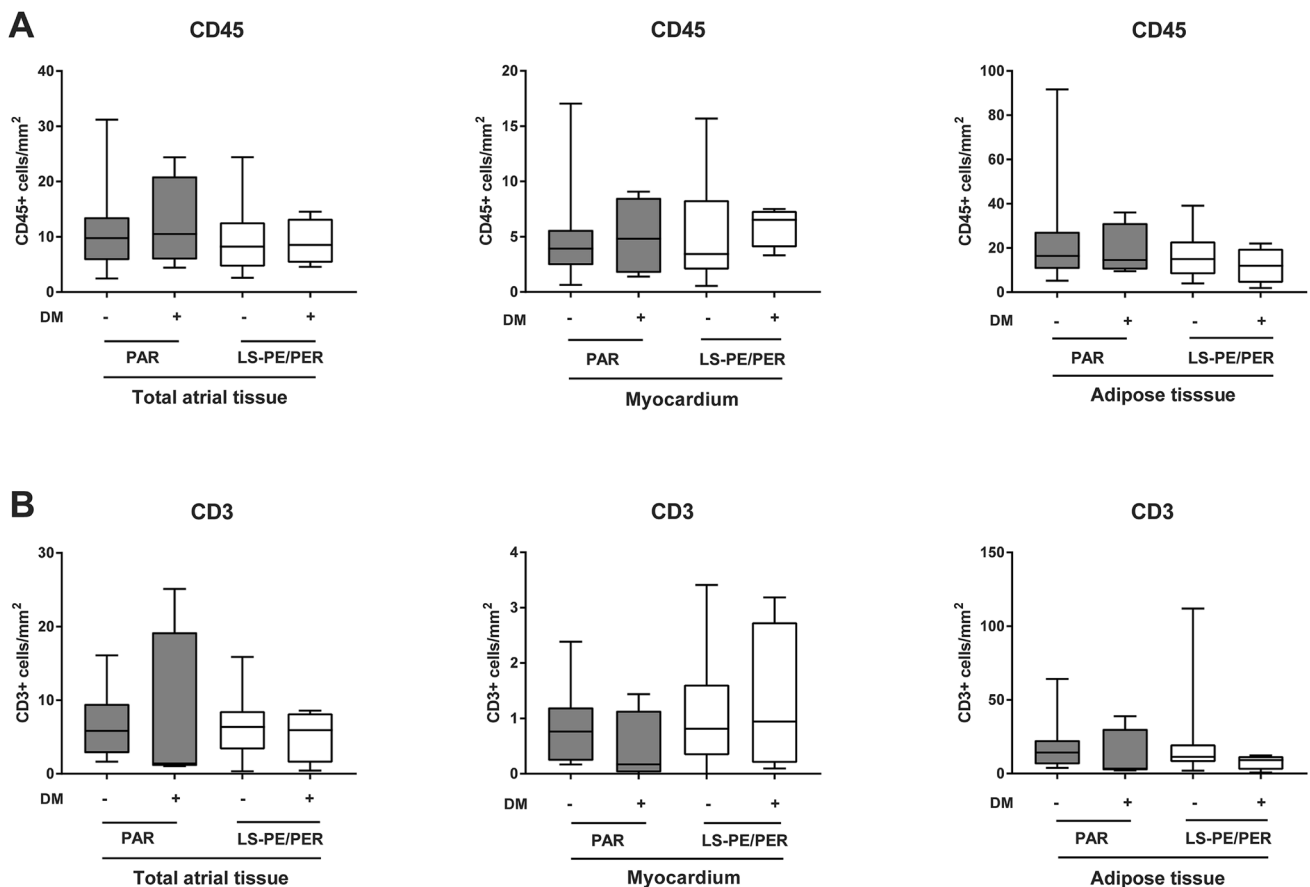 A
CD45
CD45
CD45
CD45+ cells/mm²
40
30
20
10
0
DM
-
+
-
+
PAR
LS-PE/PER
Total atrial tissue
CD45+ cells/mm²
20
15
10
5
0
DM
-
+
-
+
PAR
LS-PE/PER
Myocardium
CD45+ cells/mm²
100
80
60
40
20
0
DM
-
+
-
+
PAR
LS-PE/PER
Adipose tisssue
B
CD3
CD3
CD3
CD3+ cells/mm²
30
20
10
0
DM
-
+
-
+
PAR
LS-PE/PER
Total atrial tissue
CD3+ cells/mm²
4
3
2
1
0
DM
-
+
-
+
PAR
LS-PE/PER
Myocardium
CD3+ cells/mm²
150
100
50
0
DM
-
+
-
+
PAR
LS-PE/PER
Adipose tissue